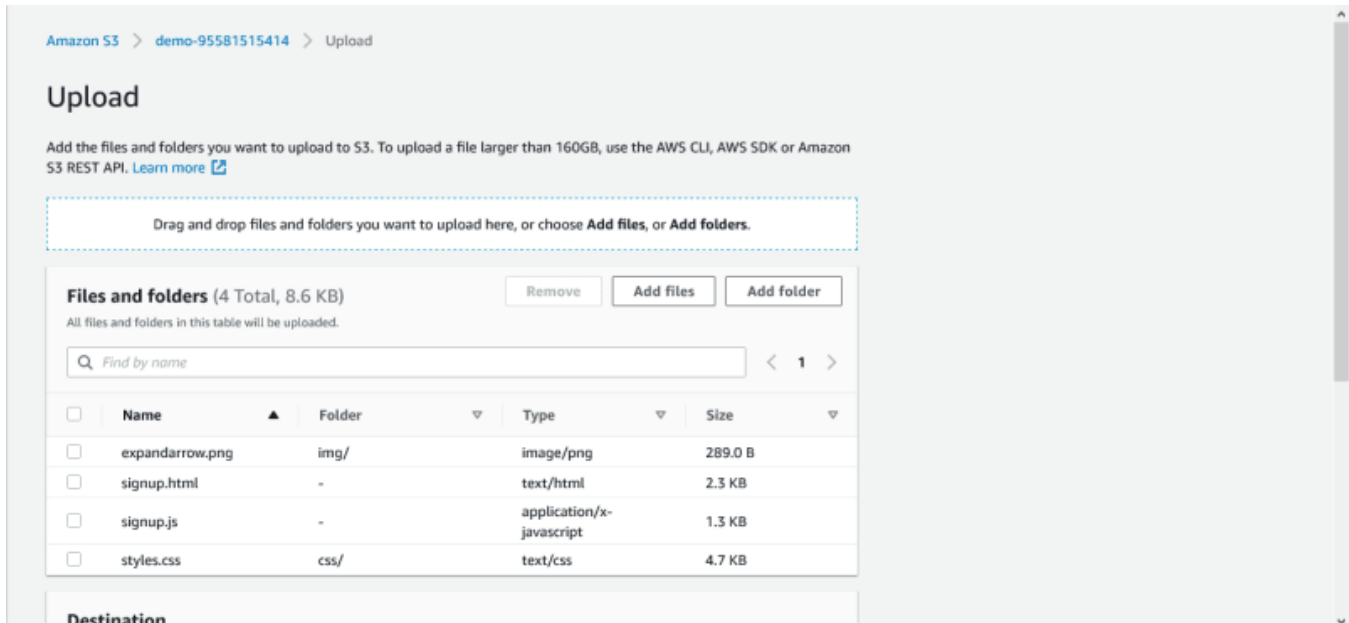 Amazon S3 > demo-95581515414 > Upload
Upload
Add the files and folders you want to upload to S3. To upload a file larger than 160GB, use the AWS CLI, AWS SDK or Amazon
S3 REST API. Learn more
Drag and drop files and folders you want to upload here, or choose Add files, or Add folders.
Files and folders (4 Total, 8.6 KB) Remove Add files Add folder
All files and folders in this table will be uploaded.
Find by name < 1 >
Name Folder Type Size
expandarrow.png img/ image/png 289.0 B
signup.html - text/html 2.3 KB
signup.js - application/x-
javascript 1.3 KB
styles.css css/ text/css 4.7 KB
Destination